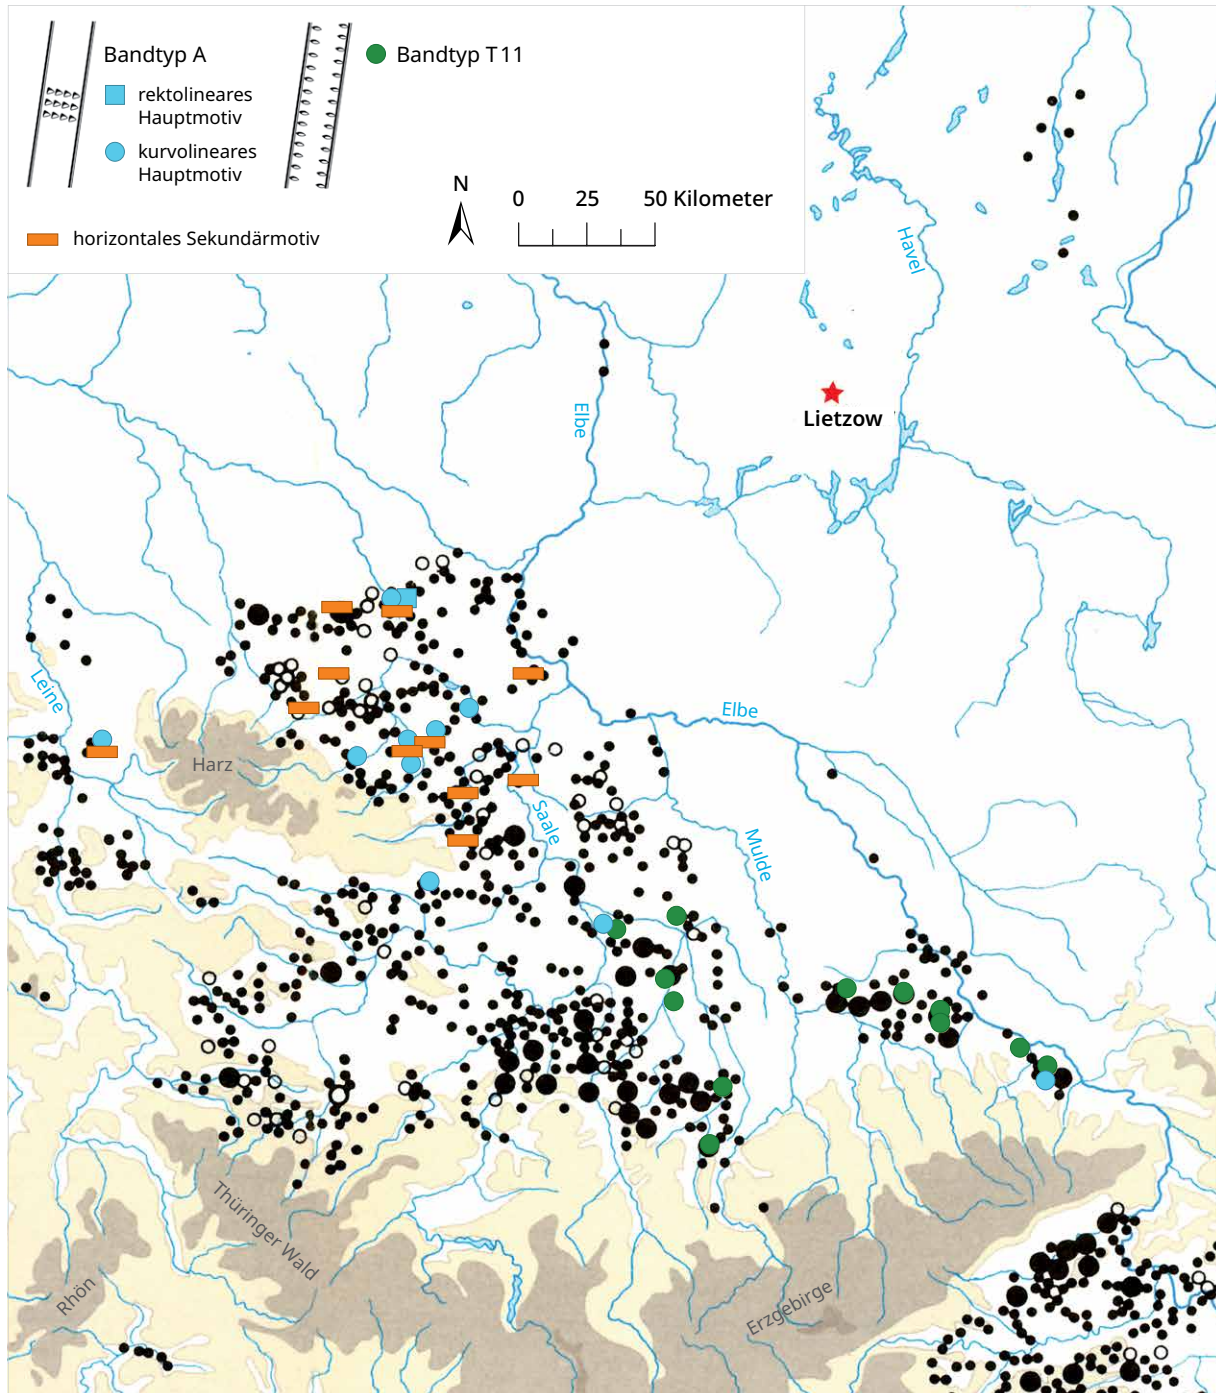 Bandtyp A
rektolineares
Hauptmotiv
kurvolineares
Hauptmotiv
Bandtyp T11
horizontales Sekundärmotiv
N
0 25 50 Kilometer
Havel
Lietzow
Elbe
Leine
Elbe
Harz
Saale
Mulde
Thüringer Wald
Rhön
Erzgebirge